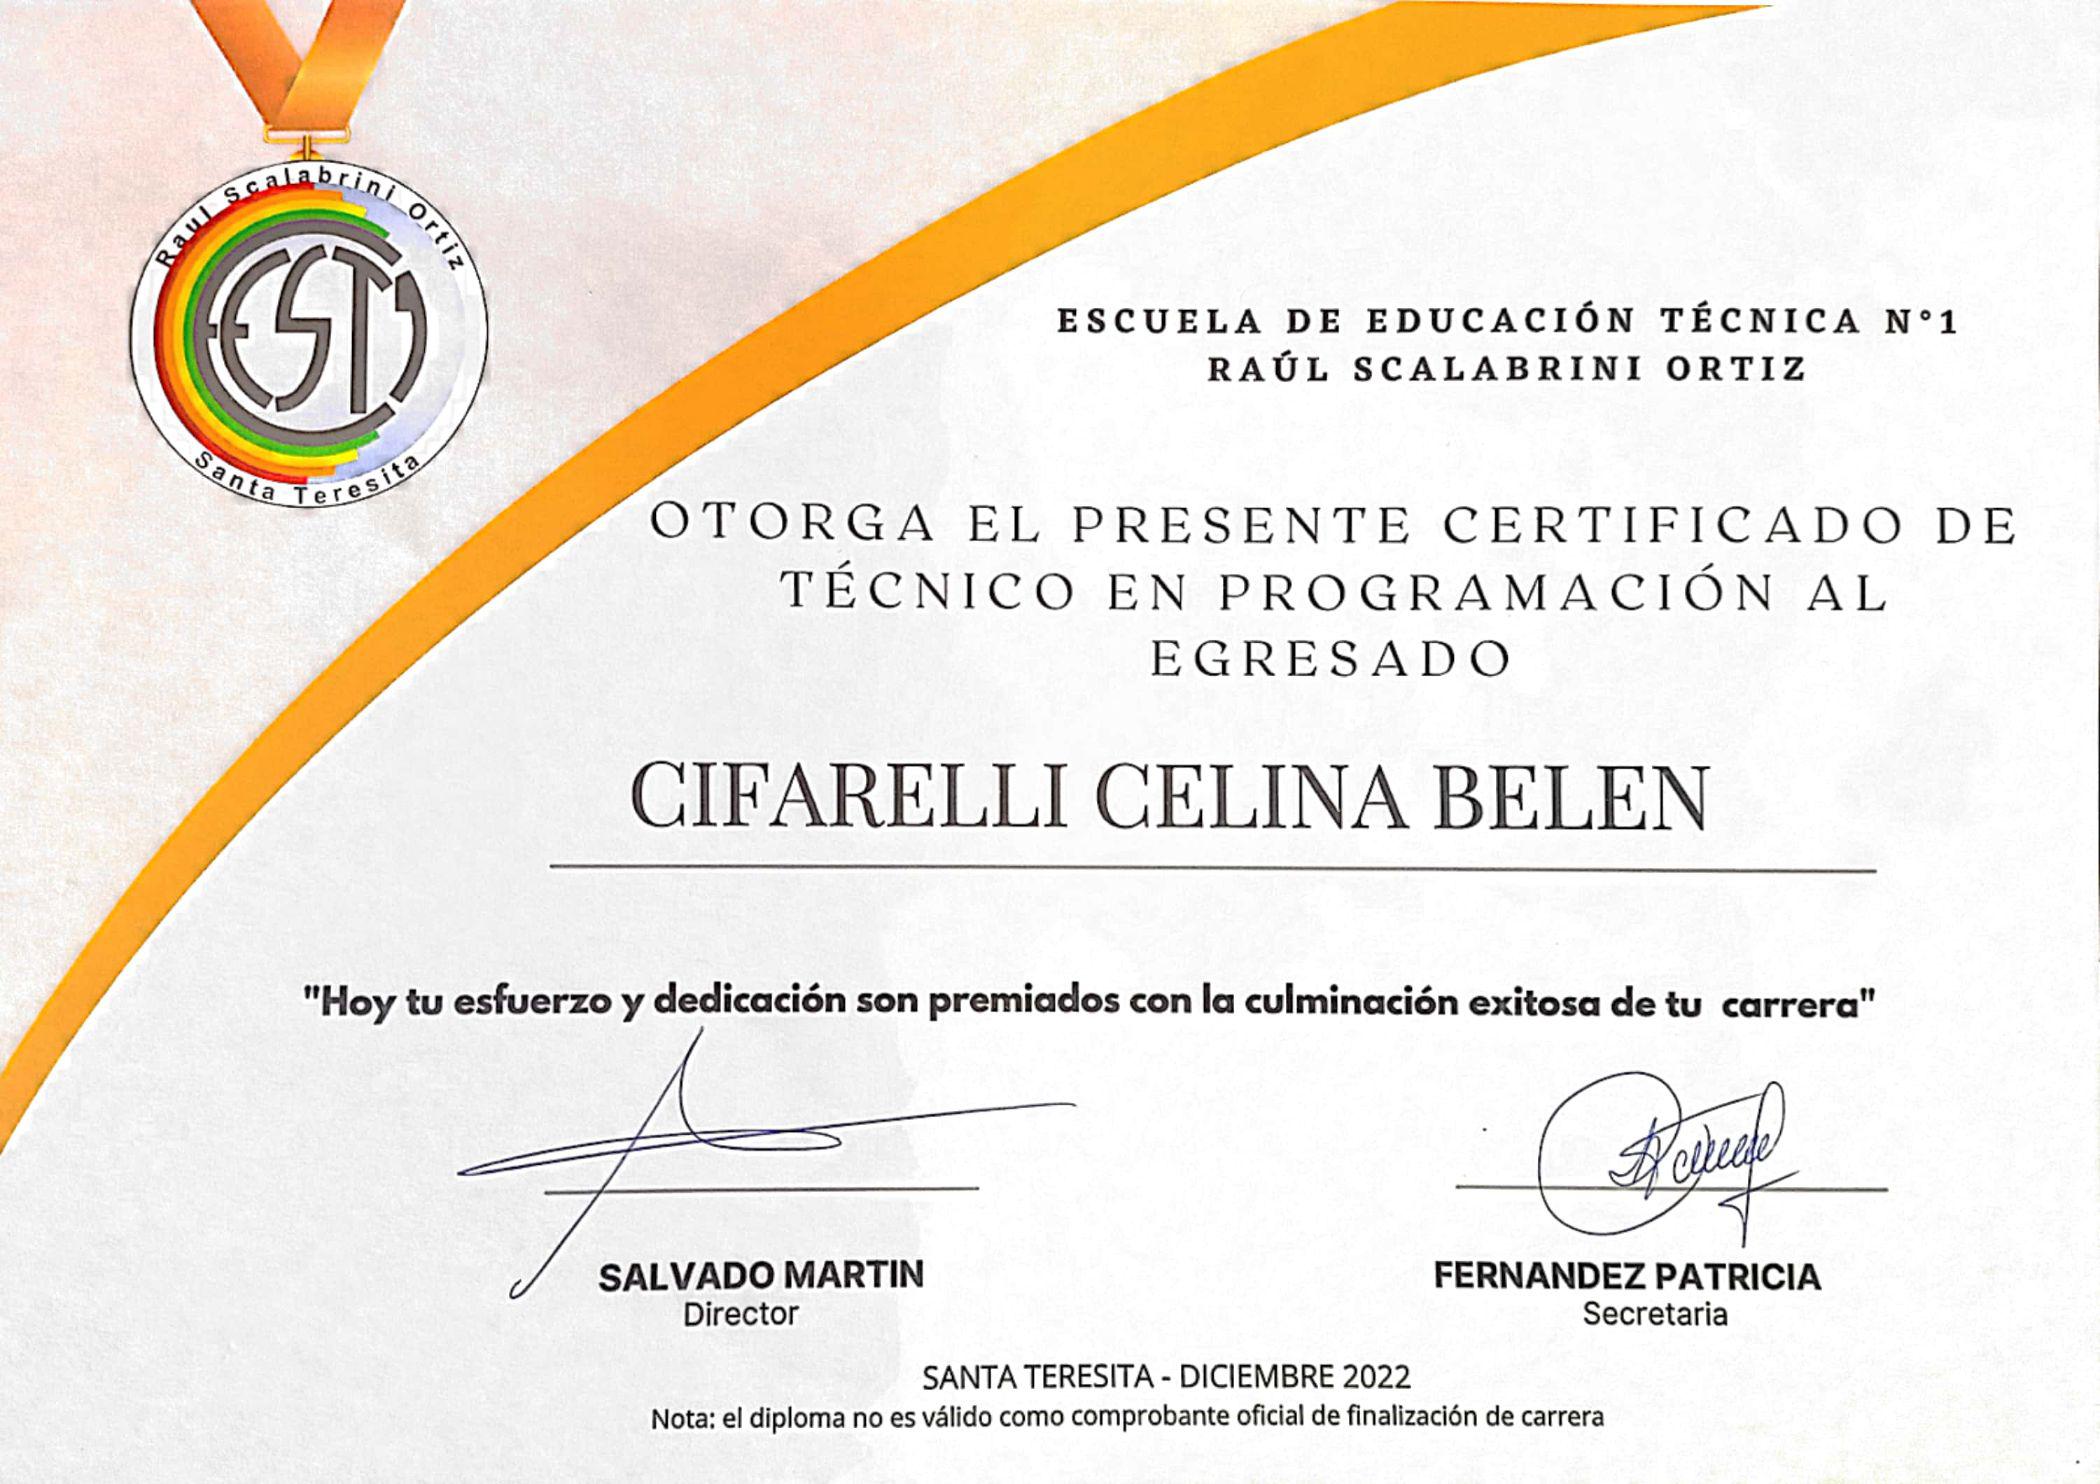 Raul Scalabrini Ortiz
EEST1
Santa Teresita
ESCUELA DE EDUCACIÓN TÉCNICA N°1
RAÚL SCALABRINI ORTIZ
OTORGA EL PRESENTE CERTIFICADO DE
TÉCNICO EN PROGRAMACIÓN AL
EGRESADO
CIFARELLI CELINA BELEN
"Hoy tu esfuerzo y dedicación son premiados con la culminación exitosa de tu carrera"
SALVADO MARTIN
Director
FERNANDEZ PATRICIA
Secretaria
SANTA TERESITA - DICIEMBRE 2022
Nota: el diploma no es válido como comprobante oficial de finalización de carrera